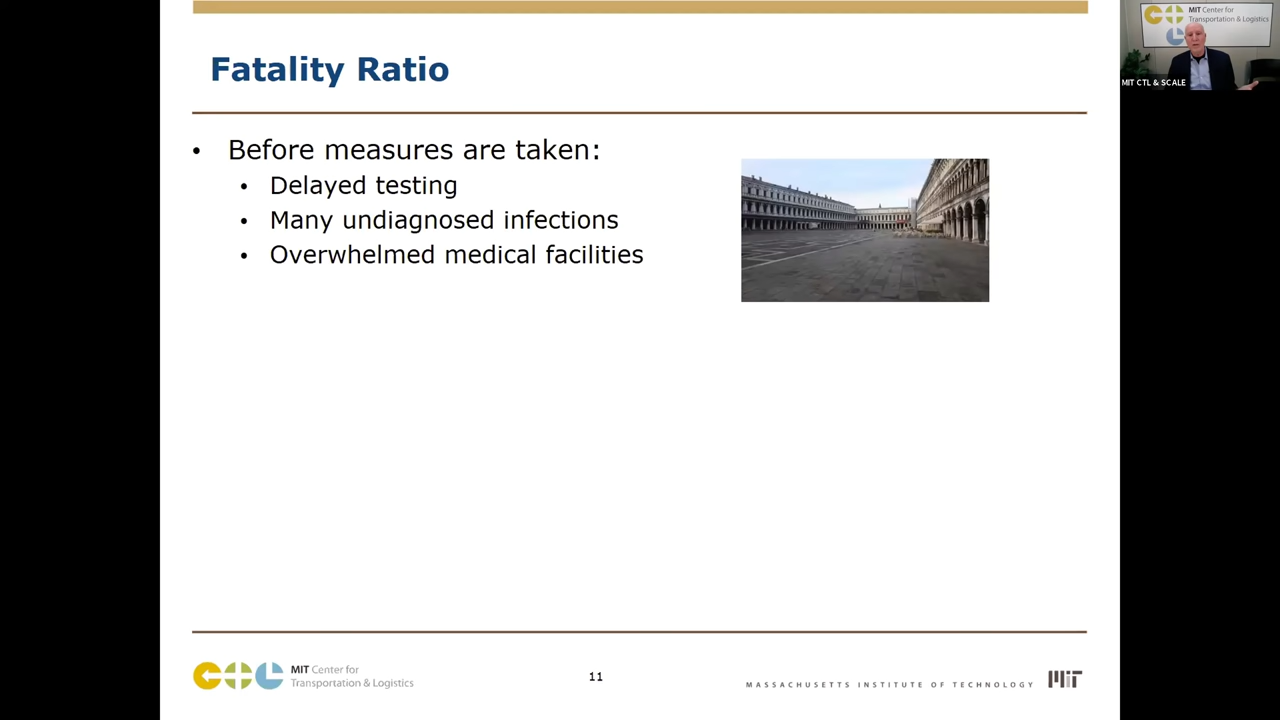 MIT Center for
Transportation & Logistics
MIT CTL & SCALE
Fatality Ratio
• Before measures are taken:
• Delayed testing
• Many undiagnosed infections
• Overwhelmed medical facilities
MIT Center for
Transportation & Logistics
11
MASSACHUSETTS INSTITUTE OF TECHNOLOGY
MIT